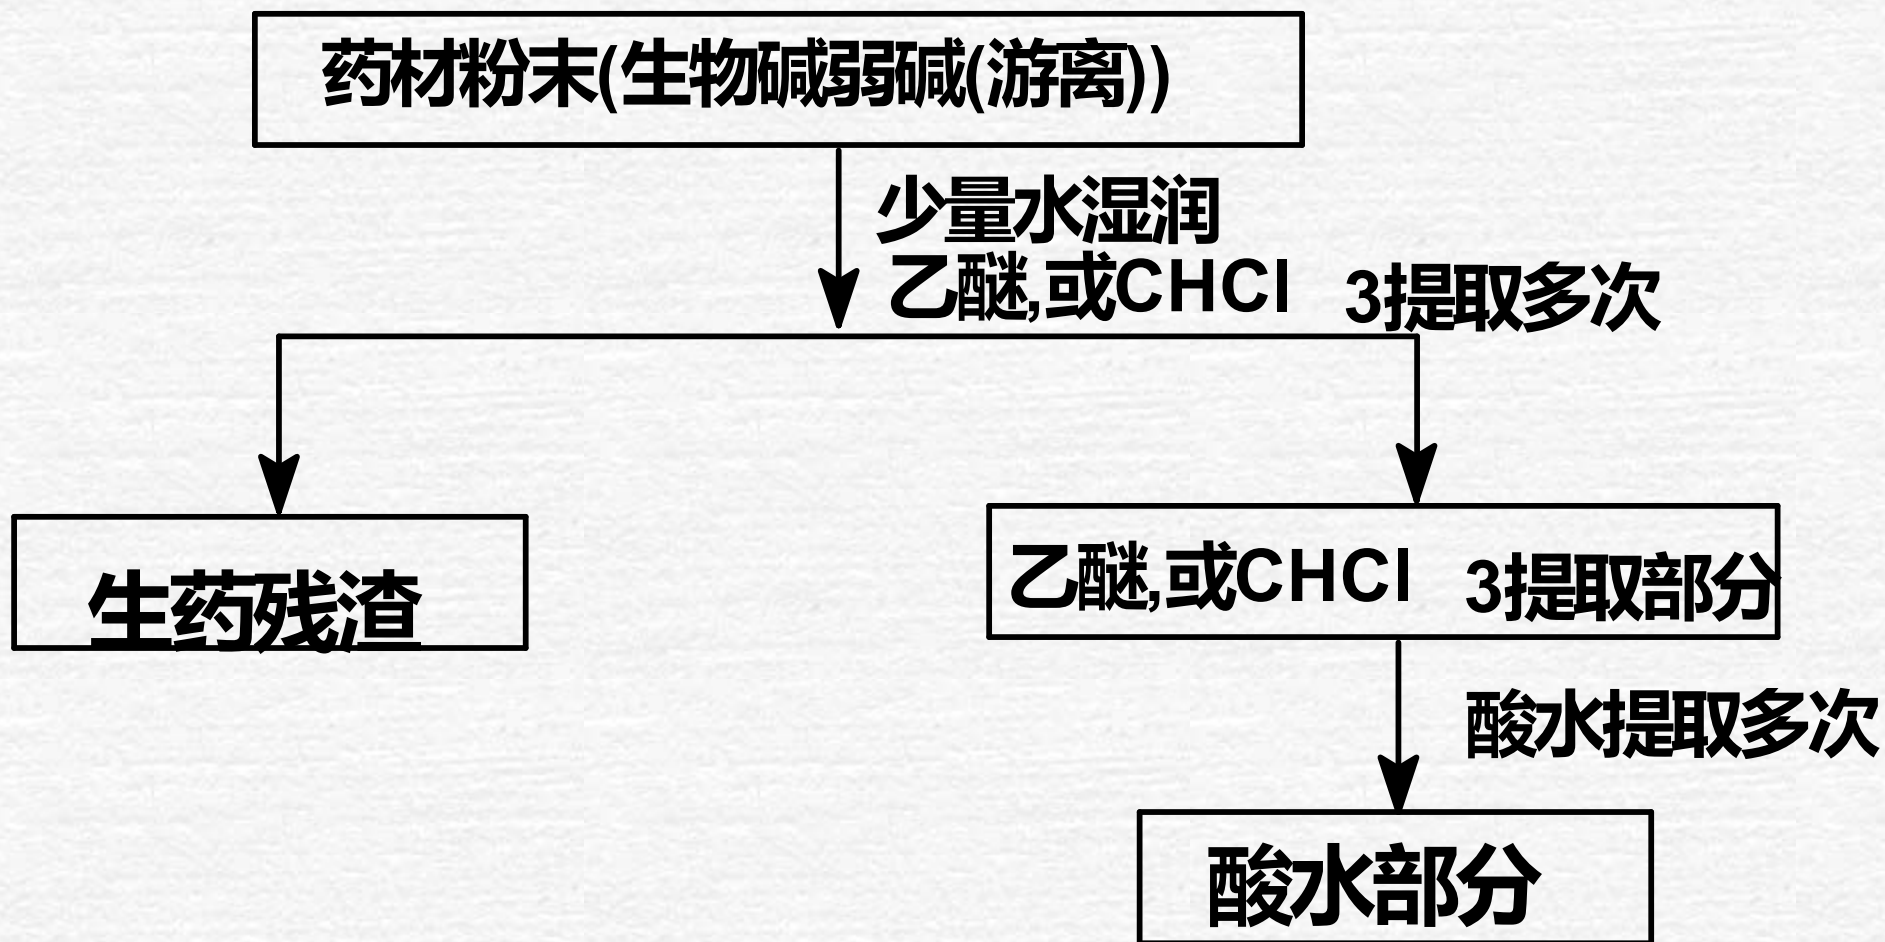 药材粉末(生物碱弱碱(游离))
少量水湿润
乙醚,或CHCl 3提取多次
生药残渣
乙醚,或CHCl 3提取部分
酸水提取多次
酸水部分